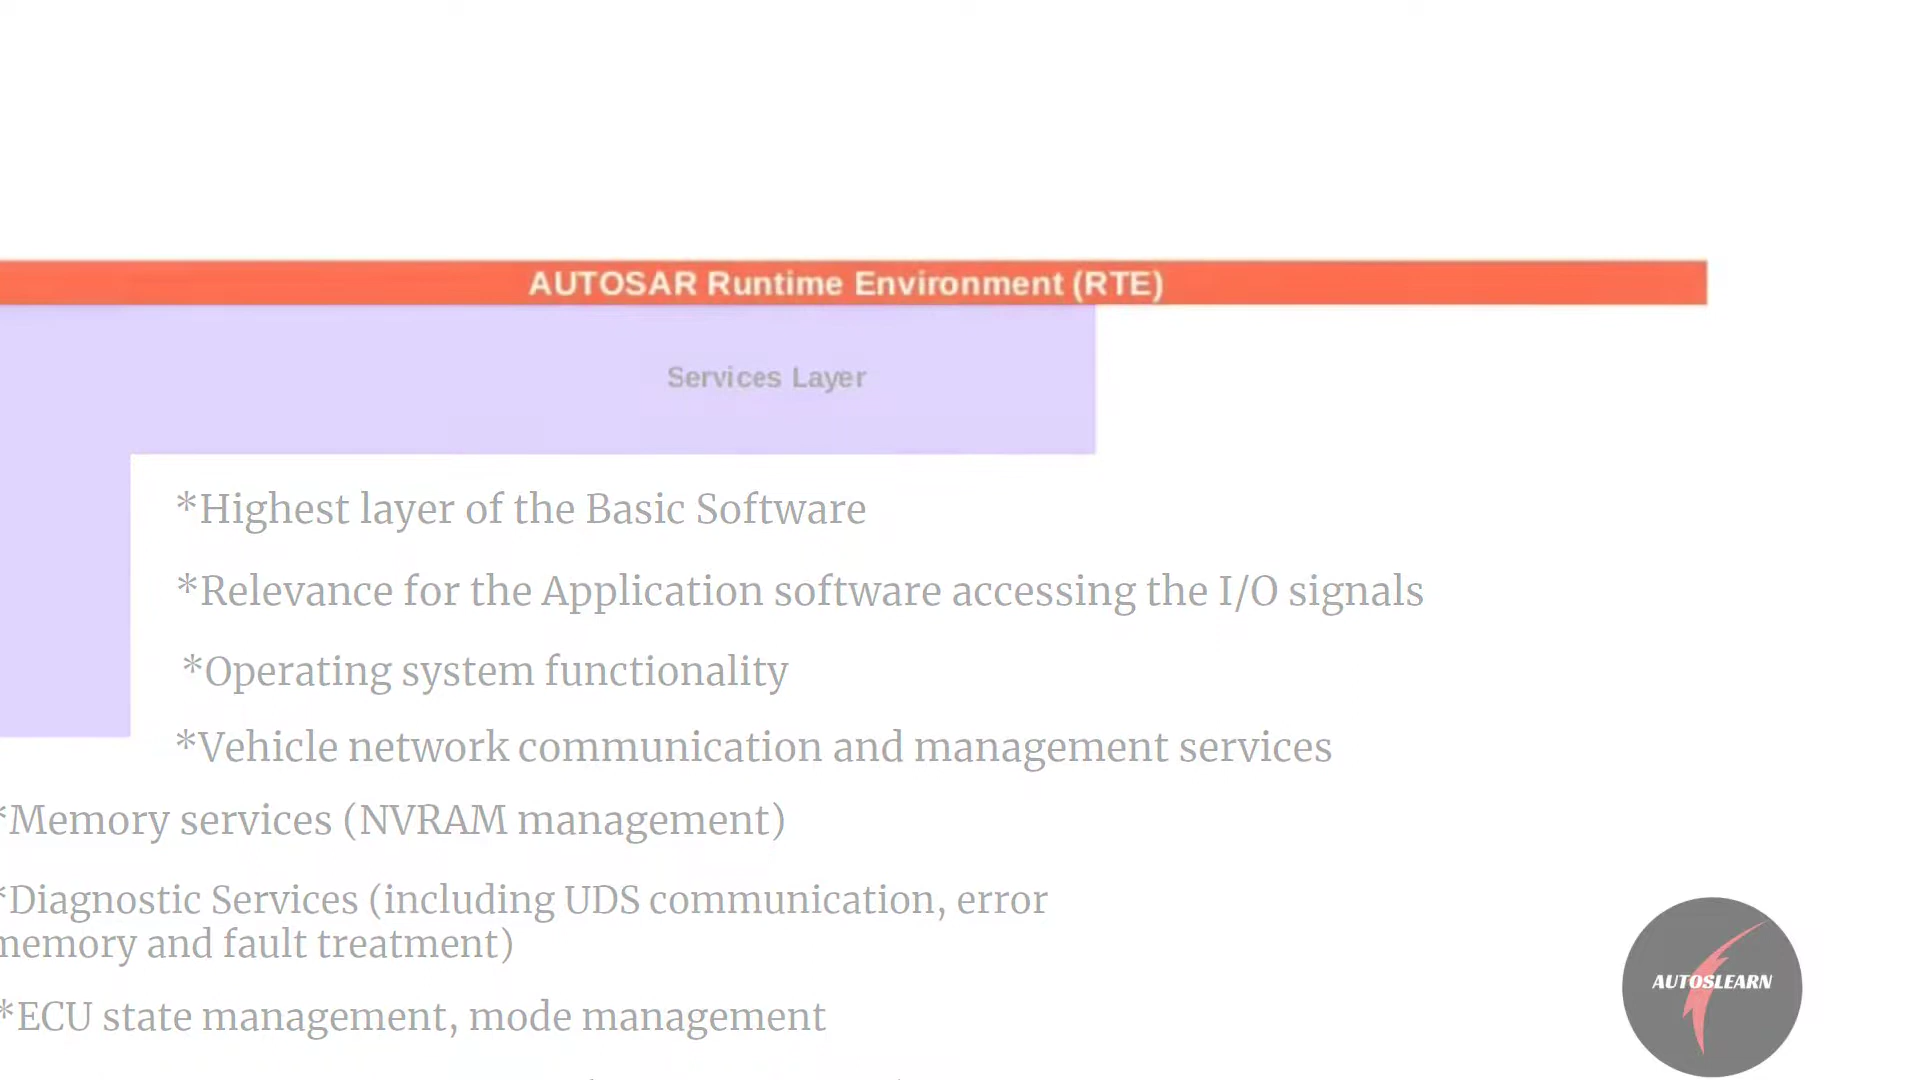 AUTOSAR Runtime Environment (RTE)
Services Layer
*Highest layer of the Basic Software
*Relevance for the Application software accessing the I/O signals
*Operating system functionality
*Vehicle network communication and management services
*Memory services (NVRAM management)
*Diagnostic Services (including UDS communication, error
memory and fault treatment)
*ECU state management, mode management
AUTOSLEARN